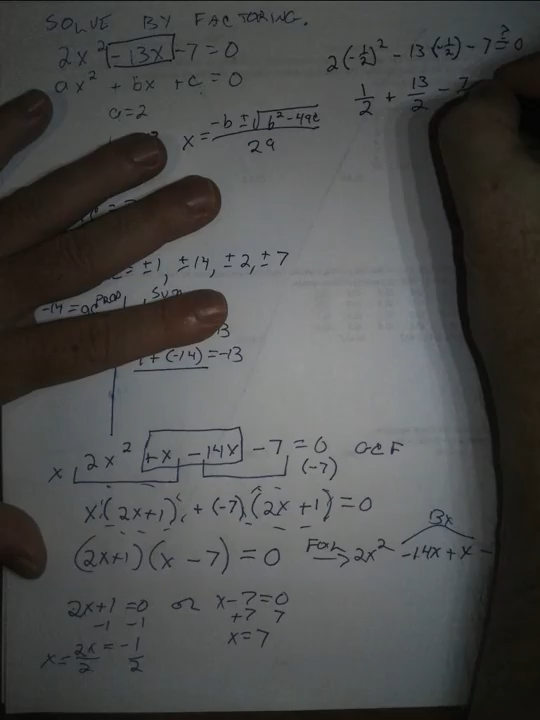 SOLVE BY FACTORING.
2x² - 13x - 7 = 0
ax² + bx + c = 0
a = 2
x = (-b ± √(b² - 4ac)) / 2a
2(-1/2)² - 13(-1/2) - 7 ≟ 0
1/2 + 13/2 - 7
= ±1, ±14, ±2, ±7
-14 = ac PROD SUM
1 + (-14) = -13
2x² + x - 14x - 7 = 0 GCF
x (-7)
x(2x+1) + (-7)(2x+1) = 0
(2x+1)(x - 7) = 0
2x² - 14x + x -
2x+1 = 0 or x - 7 = 0
-1 -1 +7 7
2x/2 = -1/2 x = 7
x =